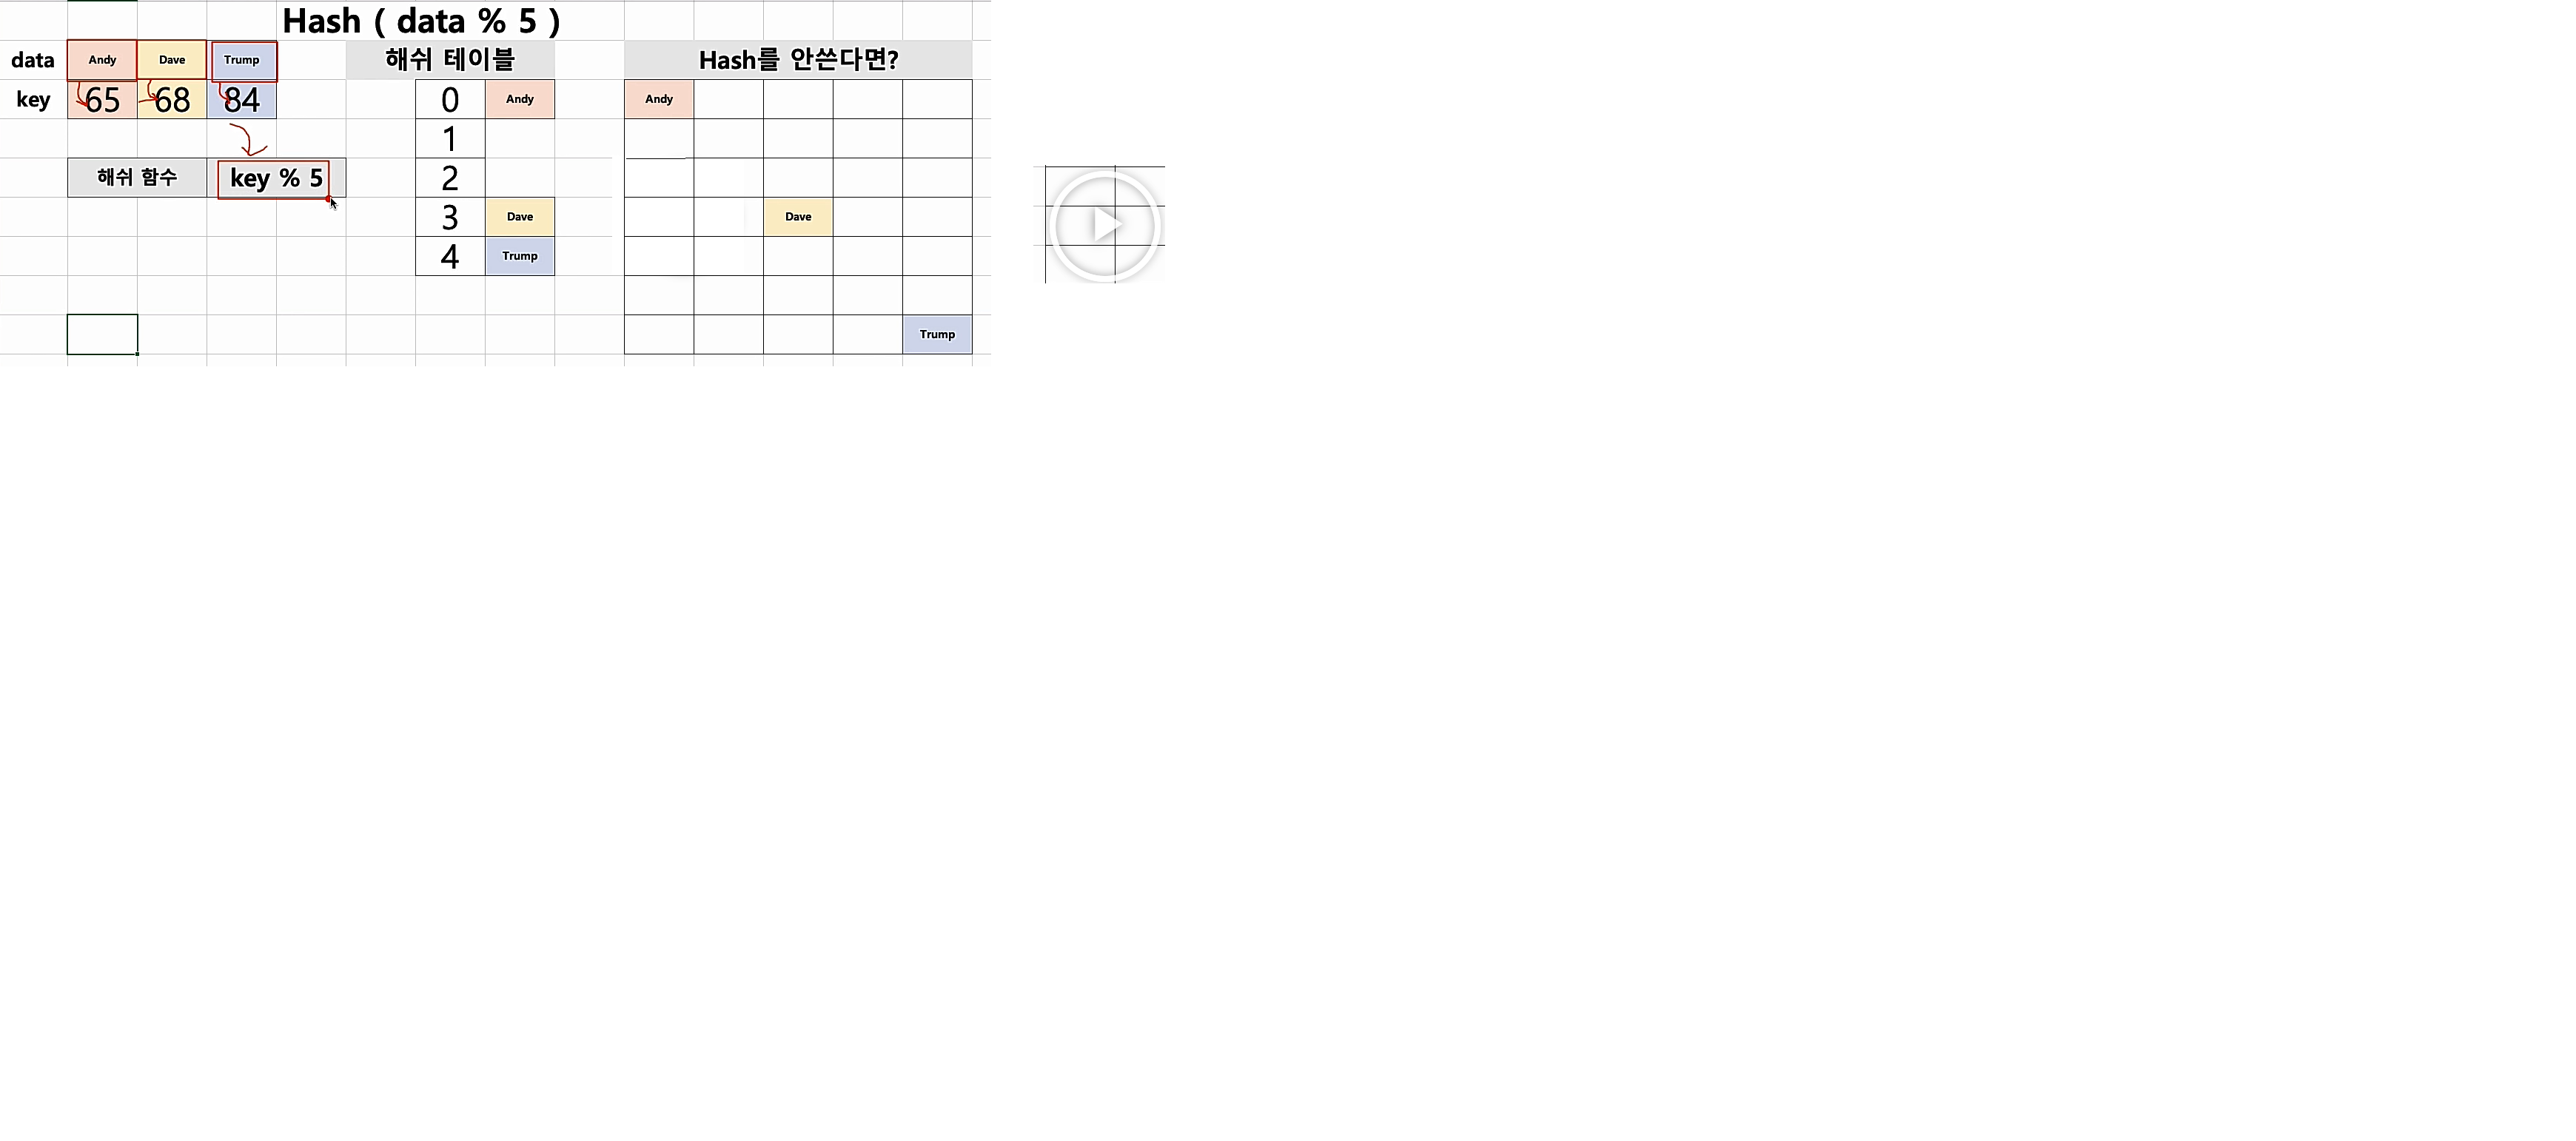 Hash ( data % 5 )
data Andy Dave Trump 해쉬 테이블 Hash를 안쓴다면?
key 65 68 84 0 Andy Andy
1
해쉬 함수 key % 5 2
3 Dave Dave
4 Trump
Trump